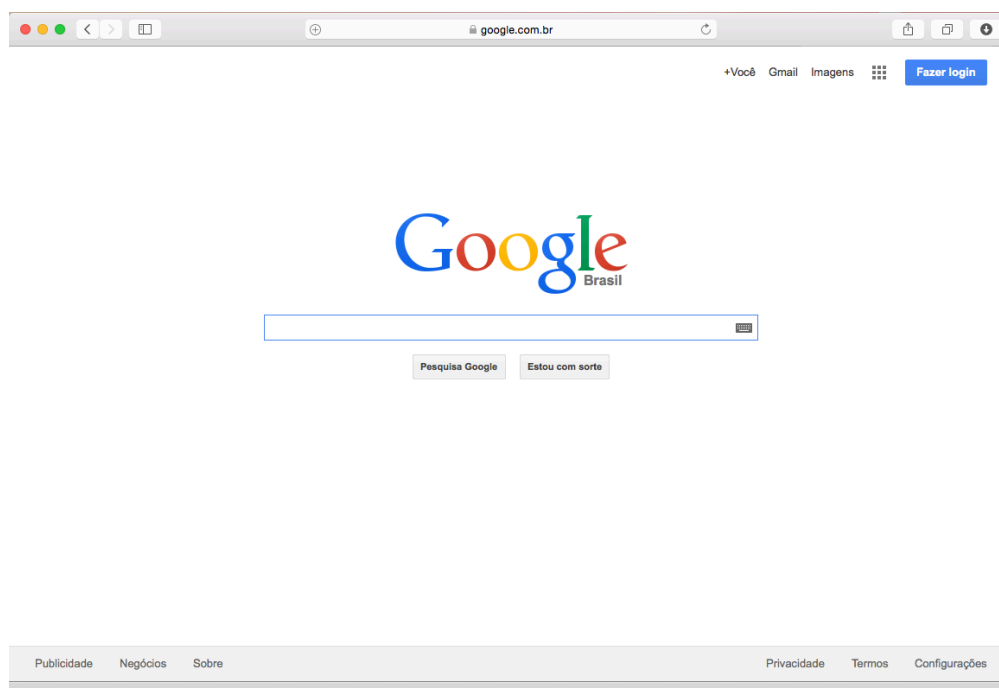 google.com.br
+Você Gmail Imagens Fazer login
Google
Brasil
Pesquisa Google Estou com sorte
Publicidade Negócios Sobre Privacidade Termos Configurações